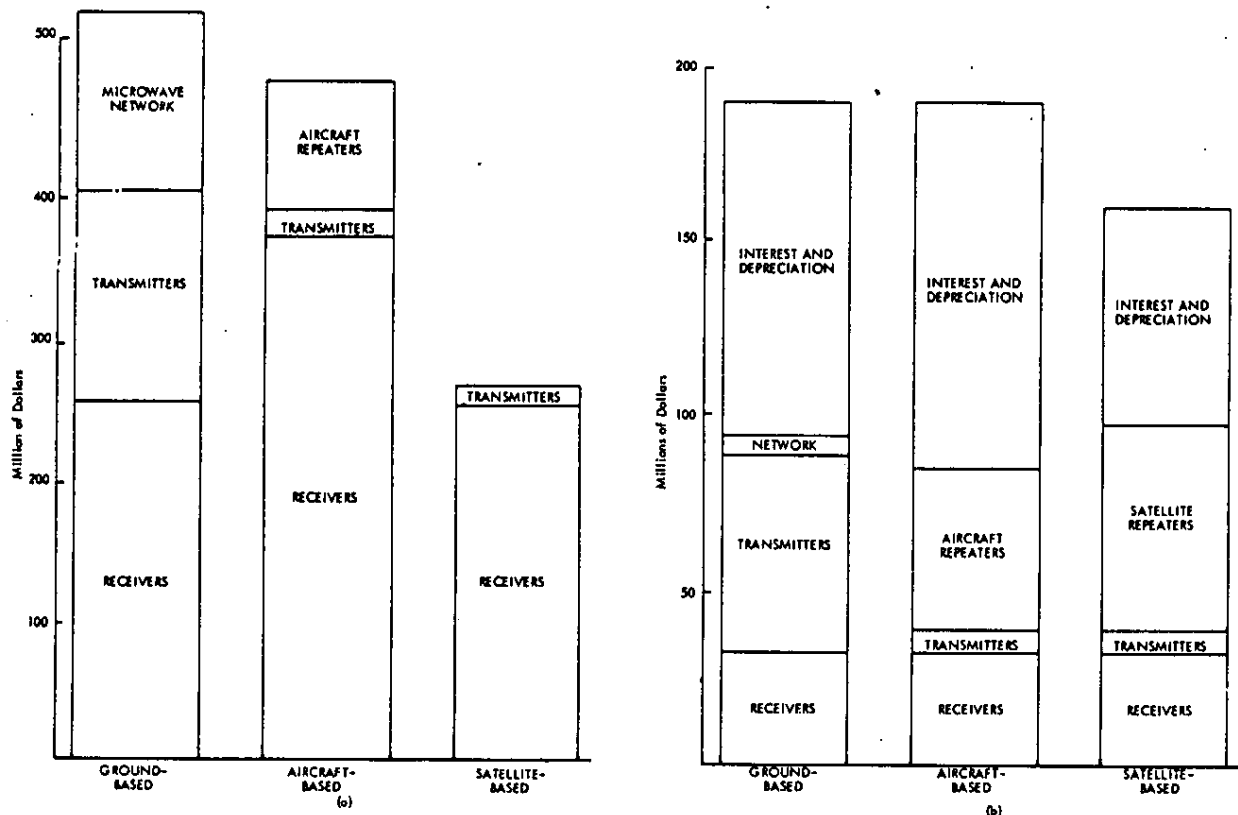 Million of Dollars
500
400
300
200
100
MICROWAVE
NETWORK
TRANSMITTERS
RECEIVERS
GROUND-
BASED
AIRCRAFT
REPEATERS
TRANSMITTERS
RECEIVERS
AIRCRAFT-
BASED
TRANSMITTERS
RECEIVERS
SATELLITE-
BASED
(a)
Millions of Dollars
200
150
100
50
INTEREST AND
DEPRECIATION
NETWORK
TRANSMITTERS
RECEIVERS
GROUND-
BASED
INTEREST AND
DEPRECIATION
AIRCRAFT
REPEATERS
TRANSMITTERS
RECEIVERS
AIRCRAFT-
BASED
INTEREST AND
DEPRECIATION
SATELLITE
REPEATERS
TRANSMITTERS
RECEIVERS
SATELLITE-
BASED
(b)